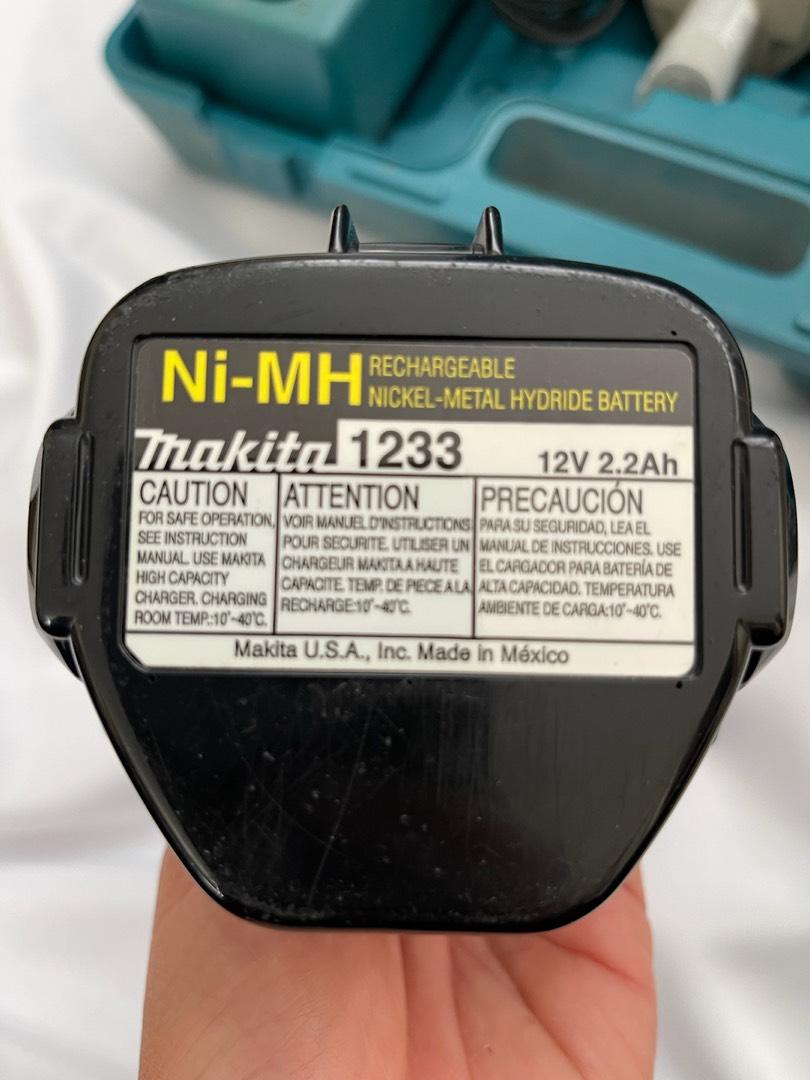 Ni-MH RECHARGEABLE
NICKEL-METAL HYDRIDE BATTERY
makita 1233 12V 2.2Ah
CAUTION
FOR SAFE OPERATION,
SEE INSTRUCTION
MANUAL. USE MAKITA
HIGH CAPACITY
CHARGER. CHARGING
ROOM TEMP.:10°~40°C.
ATTENTION
VOIR MANUEL D'INSTRUCTIONS
POUR SECURITE. UTILISER UN
CHARGEUR MAKITA A HAUTE
CAPACITE. TEMP. DE PIECE A LA
RECHARGE:10°~40°C.
PRECAUCIÓN
PARA SU SEGURIDAD, LEA EL
MANUAL DE INSTRUCCIONES. USE
EL CARGADOR PARA BATERÍA DE
ALTA CAPACIDAD. TEMPERATURA
AMBIENTE DE CARGA:10°~40°C.
Makita U.S.A., Inc. Made in México